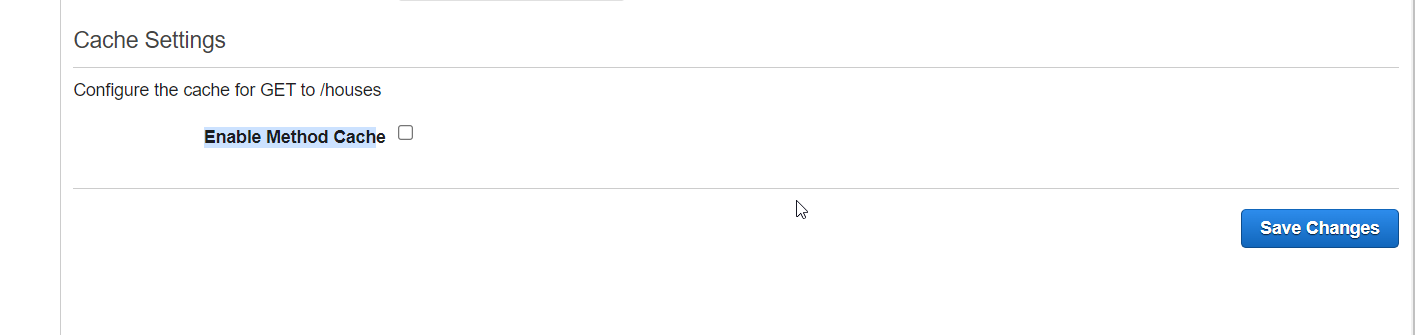 Cache Settings
Configure the cache for GET to /houses
Enable Method Cache
Save Changes